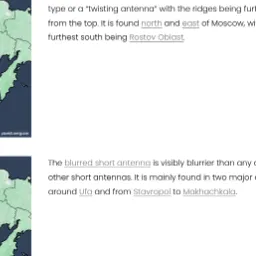 type or a "twisting antenna" with the ridges being
from the top. It is found north and east of Moscow,
furthest south being Rostov Oblast.
The blurred short antenna is visibly blurrier than any
other short antennas. It is mainly found in two major
around Ufa and from Stavropol to Makhachkala.